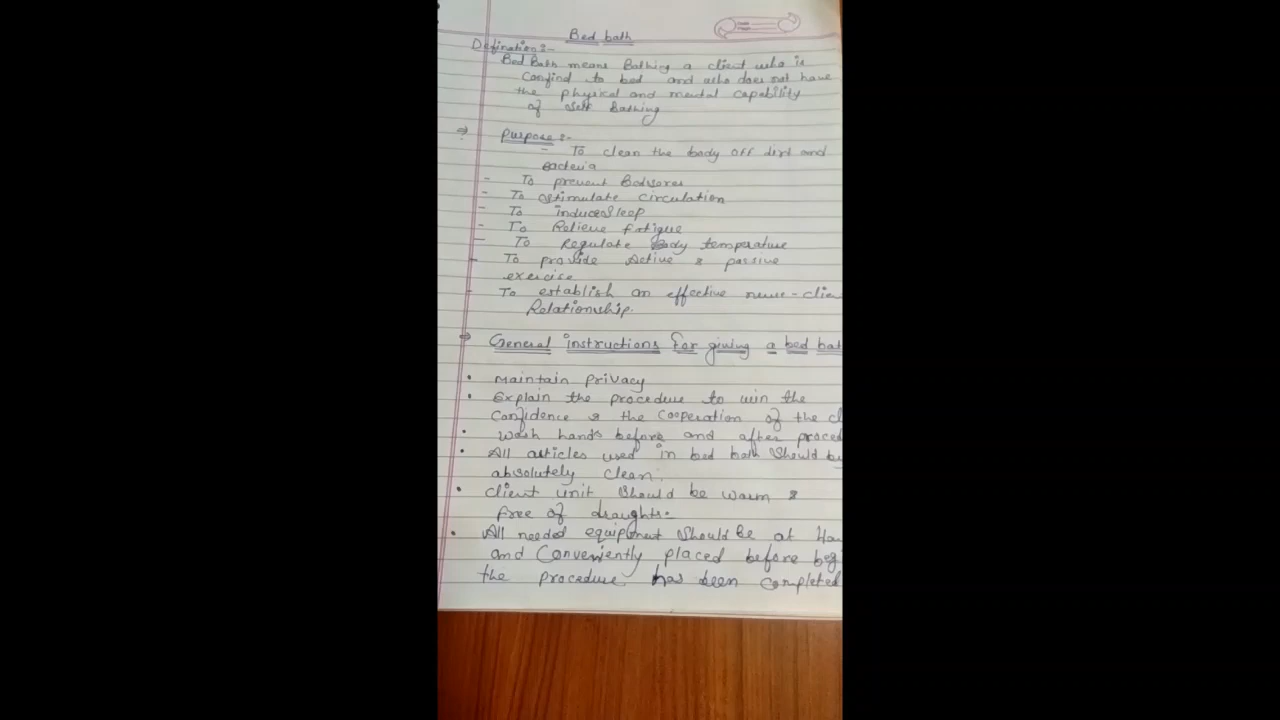 Bed bath
Defination:-
Bed Bath means Bathing a client who is
confind to bed and who does not have
the physical and mental capability
of self Bathing
Purpose:-
- To clean the body off dirt and
Bacteria
- To prevent Bedsores
- To stimulate circulation
- To induce sleep
- To Relieve fatigue
- To Regulate Body temperature
- To provide Active & passive
exercise
- To establish an effective nurse-clien
Relationship.
⇒ General instructions for giving a bed bat
• Maintain privacy
• Explain the procedure to win the
Confidence & the cooperation of the cl
• Wash hands before and after proced
• All articles used in bed bath should be
absolutely clean.
• Client unit should be warm &
free of draughts:-
• All needed equipment should be at Han
and Conveniently placed before beg
the procedure has been completed